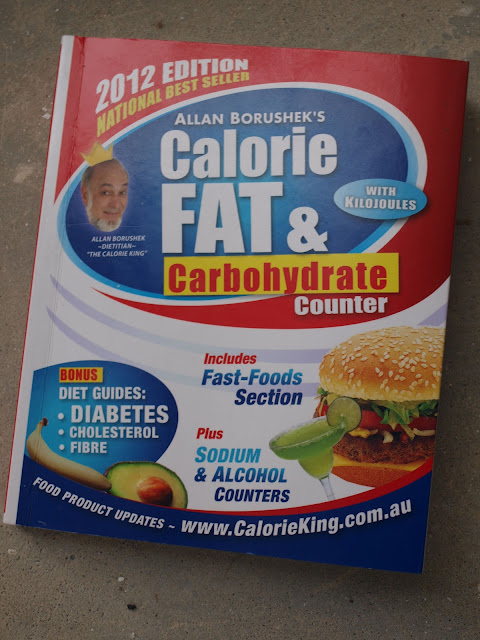 2012 EDITION
NATIONAL BEST SELLER
ALLAN BORUSHEK'S
Calorie
FAT &
Carbohydrate
Counter
WITH
KILOJOULES
ALLAN BORUSHEK
~DIETITIAN~
"THE CALORIE KING"
Includes
Fast-Foods
Section
Plus
SODIUM
& ALCOHOL
COUNTERS
BONUS
DIET GUIDES:
• DIABETES
• CHOLESTEROL
• FIBRE
FOOD PRODUCT UPDATES ~ www.CalorieKing.com.au